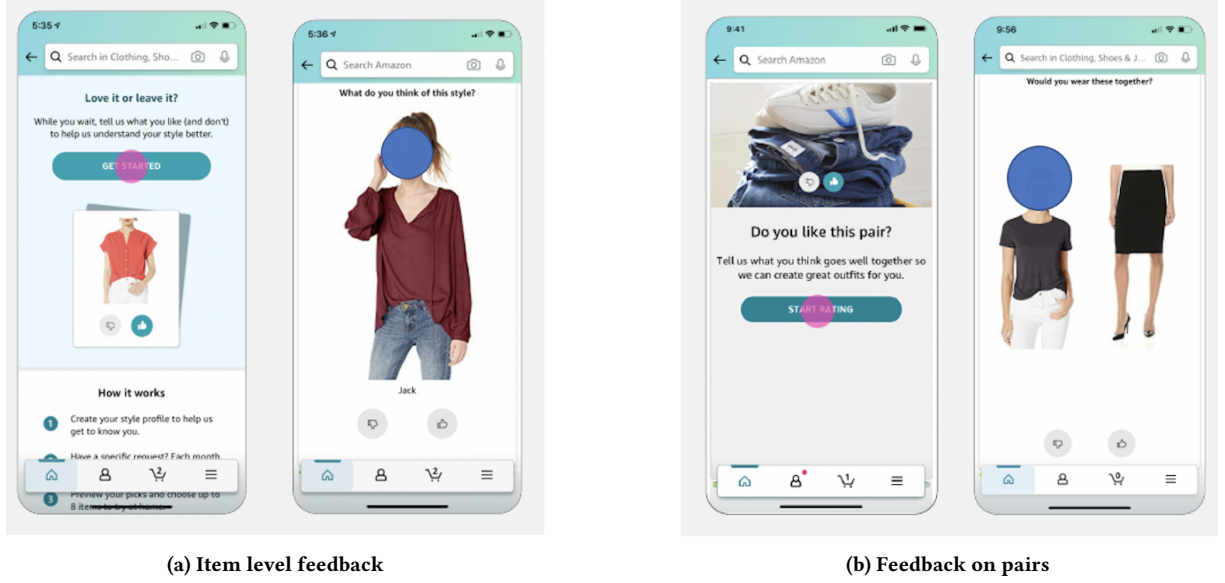 5:35
Search in Clothing, Sho...
Love it or leave it?
While you wait, tell us what you like (and don't)
to help us understand your style better.
GET STARTED
How it works
1
Create your style profile to help us
get to know you.
Have a specific request? Each month
3
Preview your picks and choose up to
8 items to try at home.
2
5:36
Search Amazon
What do you think of this style?
Jack
2
(a) Item level feedback
9:41
Search Amazon
Do you like this pair?
Tell us what you think goes well together so
we can create great outfits for you.
START RATING
1
9:56
Search in Clothing, Shoes & J...
Would you wear these together?
0
(b) Feedback on pairs